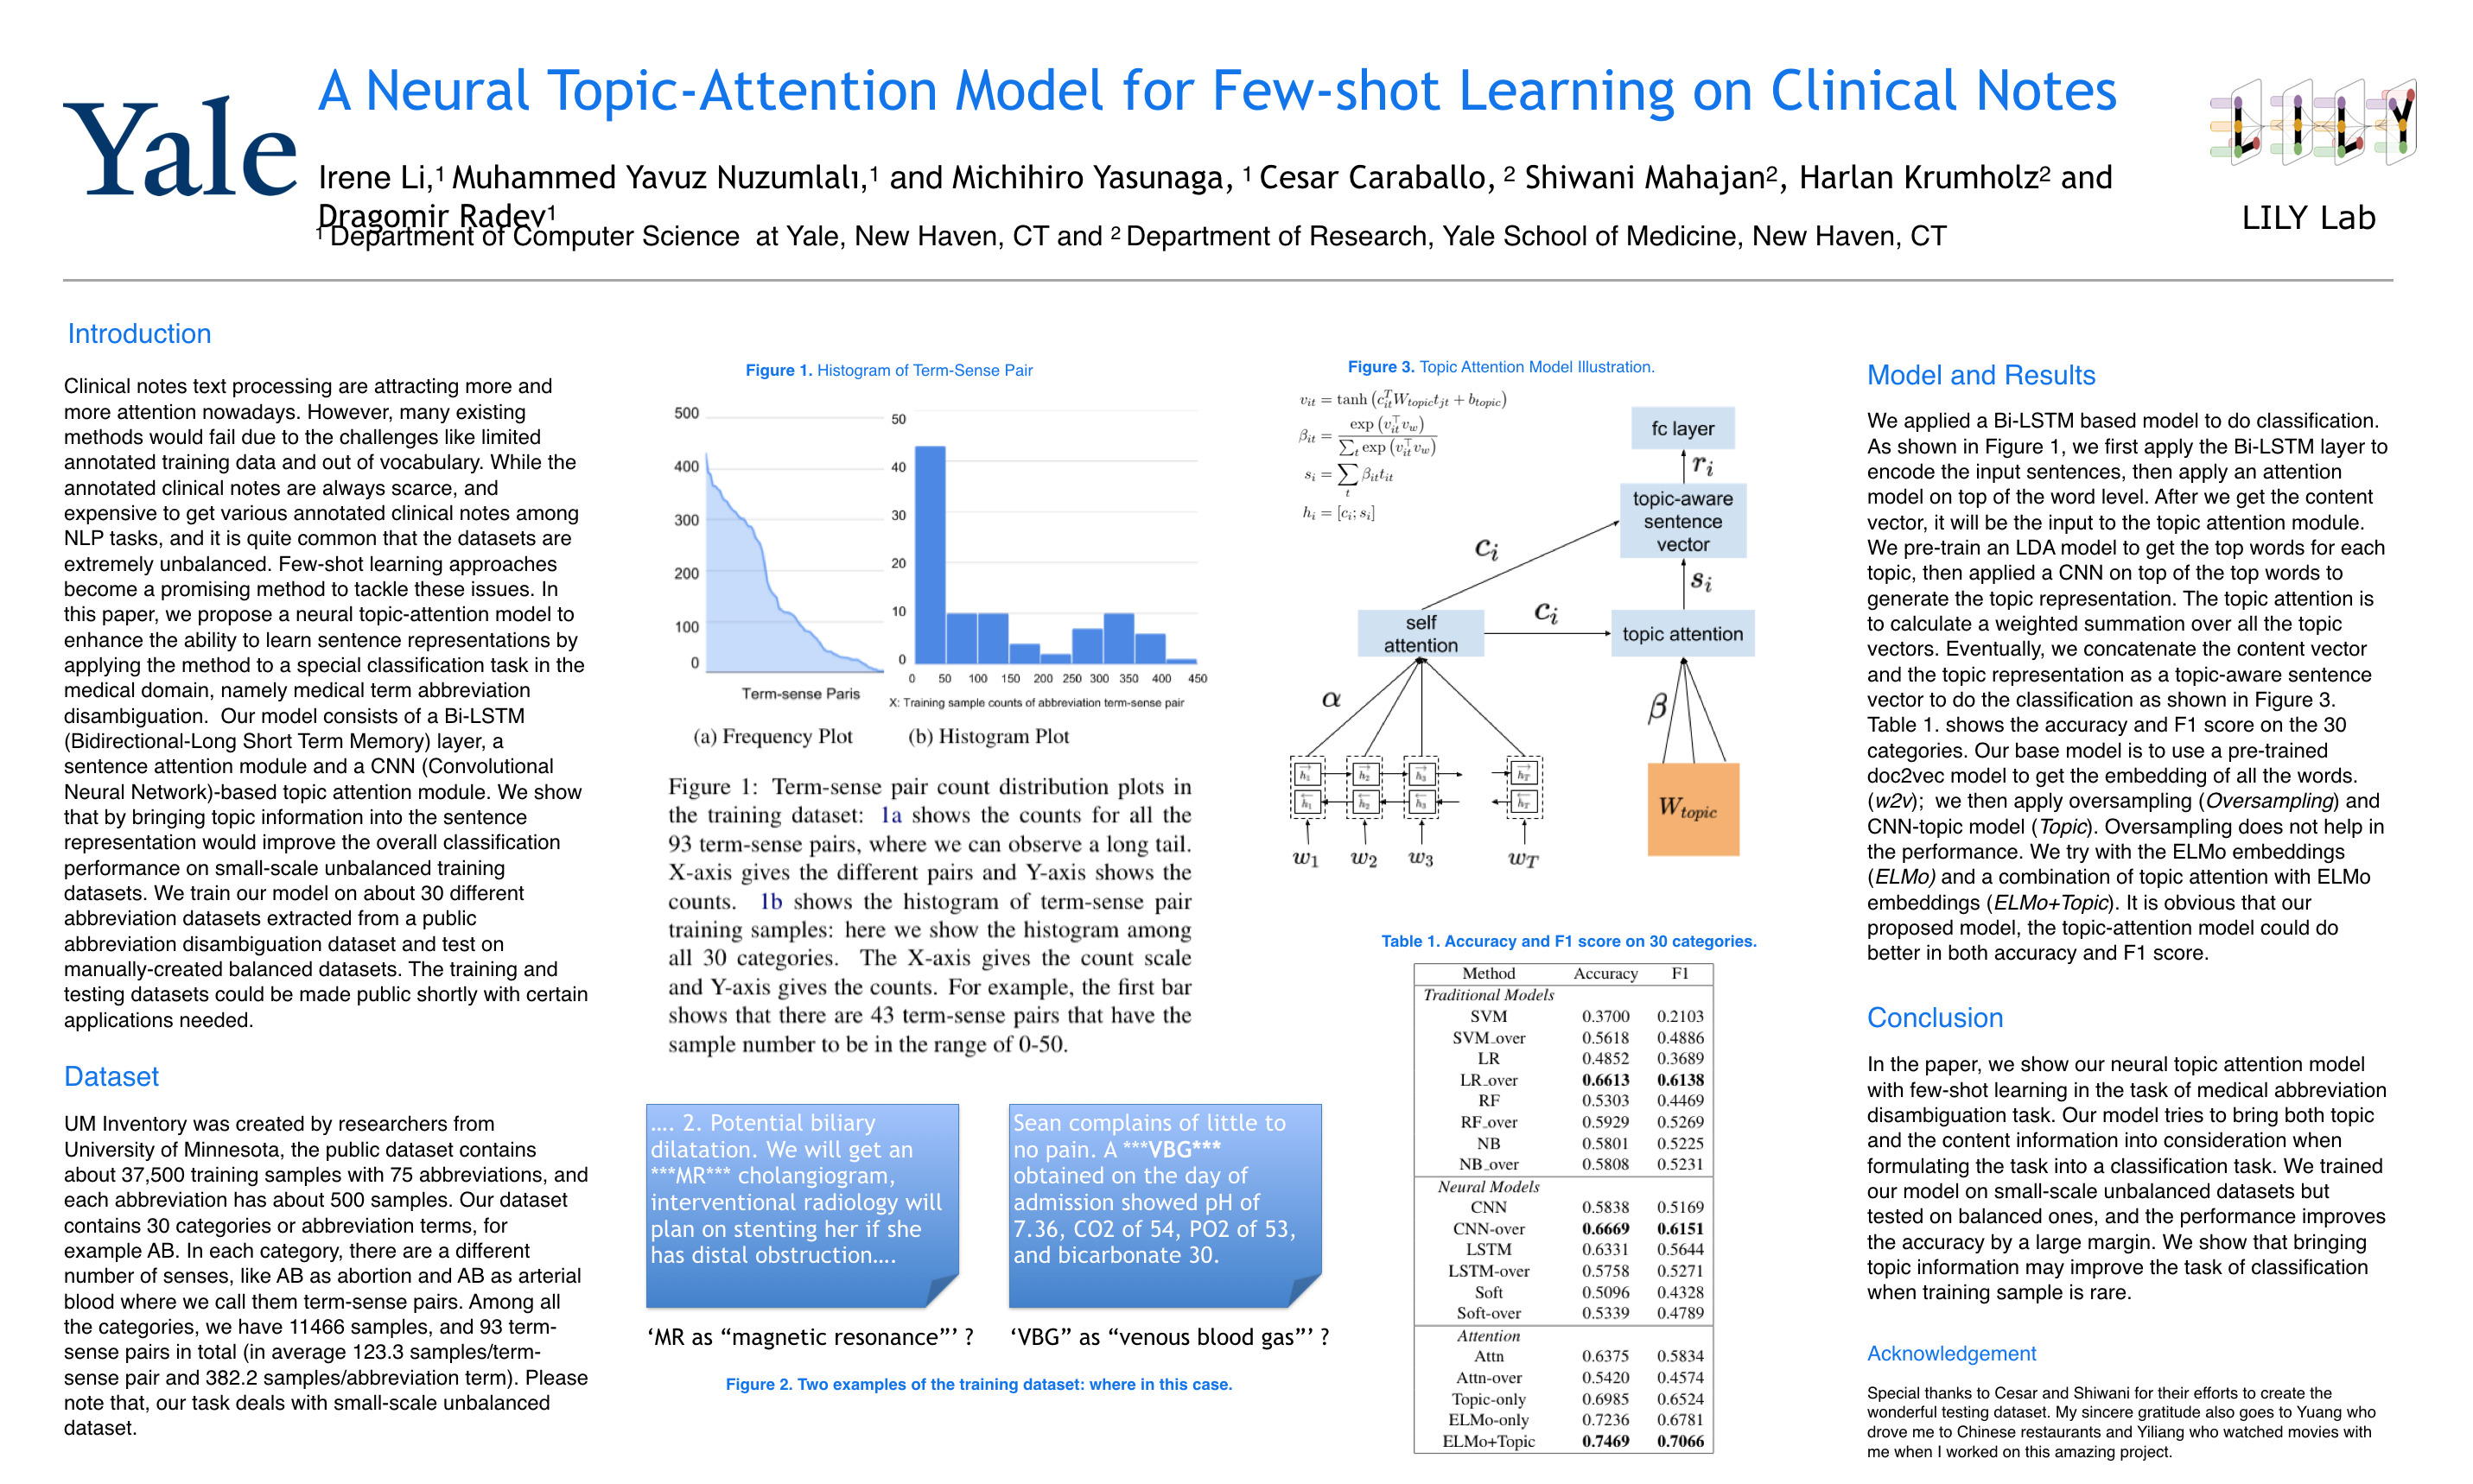 Yale
A Neural Topic-Attention Model for Few-shot Learning on Clinical Notes
Irene Li,¹ Muhammed Yavuz Nuzumlalı,¹ and Michihiro Yasunaga, ¹ Cesar Caraballo, ² Shiwani Mahajan², Harlan Krumholz² and
Dragomir Radev¹
¹ Department of Computer Science at Yale, New Haven, CT and ² Department of Research, Yale School of Medicine, New Haven, CT
LILY
LILY Lab
Introduction
Clinical notes text processing are attracting more and
more attention nowadays. However, many existing
methods would fail due to the challenges like limited
annotated training data and out of vocabulary. While the
annotated clinical notes are always scarce, and
expensive to get various annotated clinical notes among
NLP tasks, and it is quite common that the datasets are
extremely unbalanced. Few-shot learning approaches
become a promising method to tackle these issues. In
this paper, we propose a neural topic-attention model to
enhance the ability to learn sentence representations by
applying the method to a special classification task in the
medical domain, namely medical term abbreviation
disambiguation. Our model consists of a Bi-LSTM
(Bidirectional-Long Short Term Memory) layer, a
sentence attention module and a CNN (Convolutional
Neural Network)-based topic attention module. We show
that by bringing topic information into the sentence
representation would improve the overall classification
performance on small-scale unbalanced training
datasets. We train our model on about 30 different
abbreviation datasets extracted from a public
abbreviation disambiguation dataset and test on
manually-created balanced datasets. The training and
testing datasets could be made public shortly with certain
applications needed.
Dataset
UM Inventory was created by researchers from
University of Minnesota, the public dataset contains
about 37,500 training samples with 75 abbreviations, and
each abbreviation has about 500 samples. Our dataset
contains 30 categories or abbreviation terms, for
example AB. In each category, there are a different
number of senses, like AB as abortion and AB as arterial
blood where we call them term-sense pairs. Among all
the categories, we have 11466 samples, and 93 term-
sense pairs in total (in average 123.3 samples/term-
sense pair and 382.2 samples/abbreviation term). Please
note that, our task deals with small-scale unbalanced
dataset.
Figure 1. Histogram of Term-Sense Pair
500
400
300
200
100
0
Term-sense Paris
50
40
30
20
10
0
0 50 100 150 200 250 300 350 400 450
X: Training sample counts of abbreviation term-sense pair
(a) Frequency Plot (b) Histogram Plot
Figure 1: Term-sense pair count distribution plots in
the training dataset: 1a shows the counts for all the
93 term-sense pairs, where we can observe a long tail.
X-axis gives the different pairs and Y-axis shows the
counts. 1b shows the histogram of term-sense pair
training samples: here we show the histogram among
all 30 categories. The X-axis gives the count scale
and Y-axis gives the counts. For example, the first bar
shows that there are 43 term-sense pairs that have the
sample number to be in the range of 0-50.
.... 2. Potential biliary
dilatation. We will get an
***MR*** cholangiogram,
interventional radiology will
plan on stenting her if she
has distal obstruction....
‘MR as “magnetic resonance”’ ?
Sean complains of little to
no pain. A ***VBG***
obtained on the day of
admission showed pH of
7.36, CO2 of 54, PO2 of 53,
and bicarbonate 30.
‘VBG” as “venous blood gas”’ ?
Figure 2. Two examples of the training dataset: where in this case.
Figure 3. Topic Attention Model Illustration.
v_it = tanh (c_it^T W_topic t_jt + b_topic)
β_it = exp (v_it^⊤ v_w) / ∑_t exp (v_it^⊤ v_w)
s_i = ∑_t β_it t_it
h_i = [c_i; s_i]
fc layer
r_i
topic-aware
sentence
vector
c_i
s_i
self
attention
c_i
topic attention
α
β
h₁ h₂ h₃ h_T
h₁ h₂ h₃ h_T
W_topic
w₁ w₂ w₃ w_T
Table 1. Accuracy and F1 score on 30 categories.
Method Accuracy F1
Traditional Models
SVM 0.3700 0.2103
SVM_over 0.5618 0.4886
LR 0.4852 0.3689
LR_over 0.6613 0.6138
RF 0.5303 0.4469
RF_over 0.5929 0.5269
NB 0.5801 0.5225
NB_over 0.5808 0.5231
Neural Models
CNN 0.5838 0.5169
CNN-over 0.6669 0.6151
LSTM 0.6331 0.5644
LSTM-over 0.5758 0.5271
Soft 0.5096 0.4328
Soft-over 0.5339 0.4789
Attention
Attn 0.6375 0.5834
Attn-over 0.5420 0.4574
Topic-only 0.6985 0.6524
ELMo-only 0.7236 0.6781
ELMo+Topic 0.7469 0.7066
Model and Results
We applied a Bi-LSTM based model to do classification.
As shown in Figure 1, we first apply the Bi-LSTM layer to
encode the input sentences, then apply an attention
model on top of the word level. After we get the content
vector, it will be the input to the topic attention module.
We pre-train an LDA model to get the top words for each
topic, then applied a CNN on top of the top words to
generate the topic representation. The topic attention is
to calculate a weighted summation over all the topic
vectors. Eventually, we concatenate the content vector
and the topic representation as a topic-aware sentence
vector to do the classification as shown in Figure 3.
Table 1. shows the accuracy and F1 score on the 30
categories. Our base model is to use a pre-trained
doc2vec model to get the embedding of all the words.
(w2v); we then apply oversampling (Oversampling) and
CNN-topic model (Topic). Oversampling does not help in
the performance. We try with the ELMo embeddings
(ELMo) and a combination of topic attention with ELMo
embeddings (ELMo+Topic). It is obvious that our
proposed model, the topic-attention model could do
better in both accuracy and F1 score.
Conclusion
In the paper, we show our neural topic attention model
with few-shot learning in the task of medical abbreviation
disambiguation task. Our model tries to bring both topic
and the content information into consideration when
formulating the task into a classification task. We trained
our model on small-scale unbalanced datasets but
tested on balanced ones, and the performance improves
the accuracy by a large margin. We show that bringing
topic information may improve the task of classification
when training sample is rare.
Acknowledgement
Special thanks to Cesar and Shiwani for their efforts to create the
wonderful testing dataset. My sincere gratitude also goes to Yuang who
drove me to Chinese restaurants and Yiliang who watched movies with
me when I worked on this amazing project.